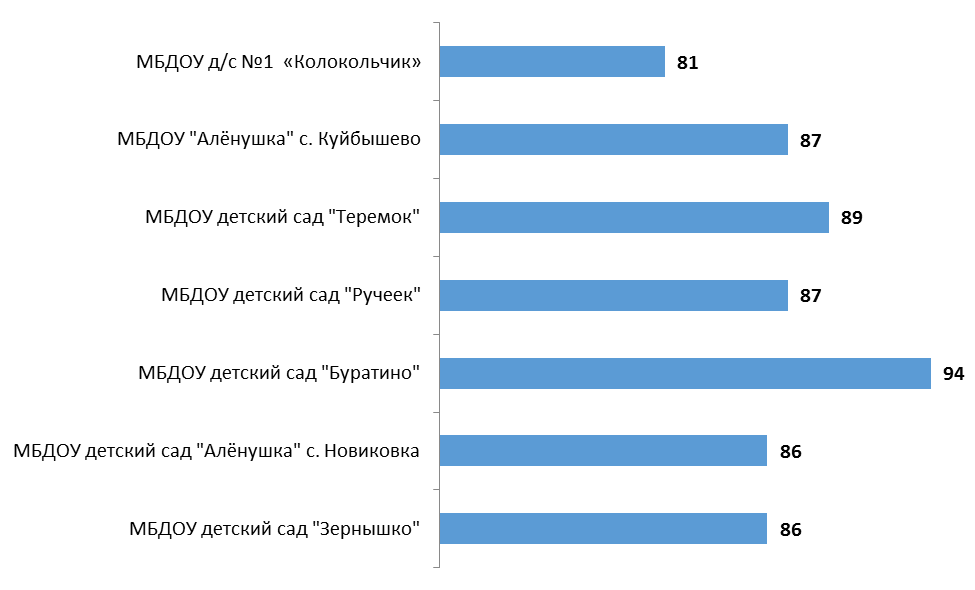 МБДОУ д/с №1  «Колокольчик» 81
МБДОУ "Алёнушка" с. Куйбышево 87
МБДОУ детский сад "Теремок" 89
МБДОУ детский сад "Ручеек" 87
МБДОУ детский сад "Буратино" 94
МБДОУ детский сад "Алёнушка" с. Новиковка 86
МБДОУ детский сад "Зернышко" 86